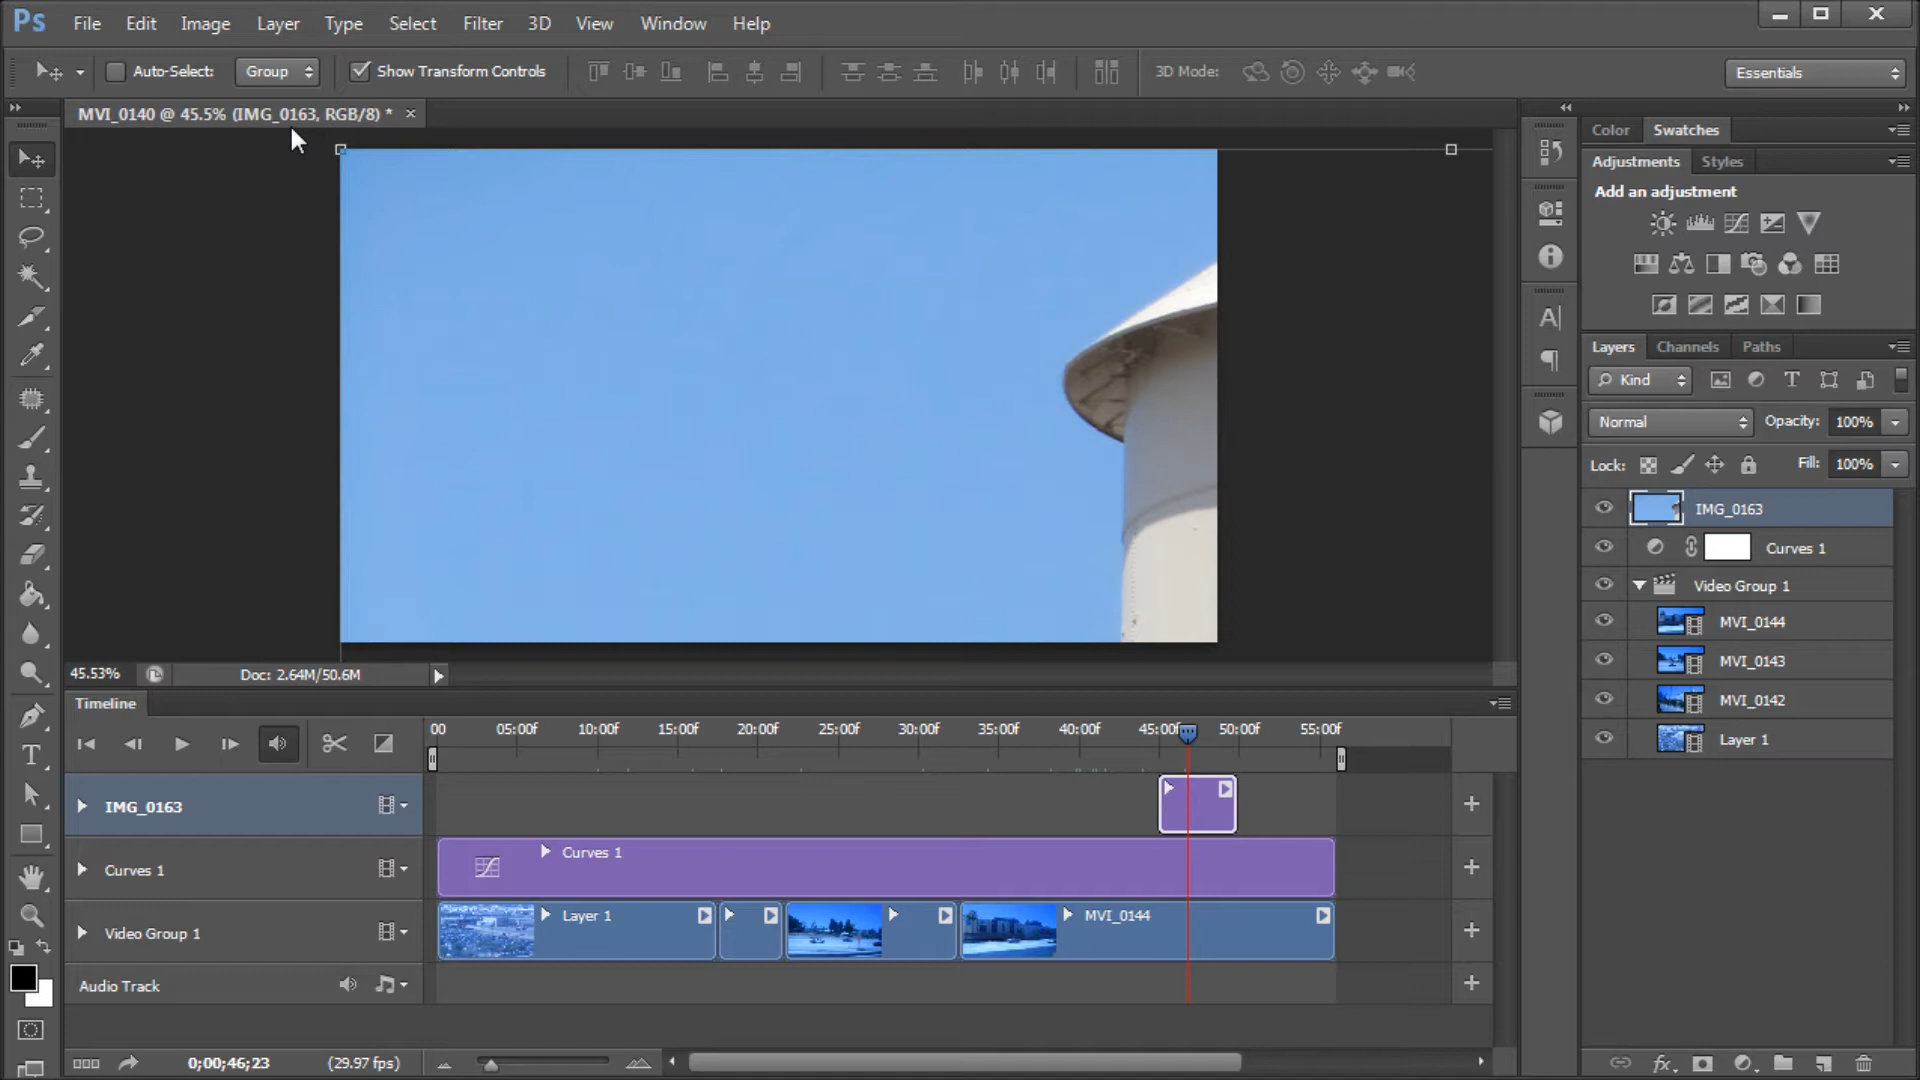 Ps File Edit Image Layer Type Select Filter 3D View Window Help
Auto-Select: Group Show Transform Controls 3D Mode: Essentials
MVI_0140 @ 45.5% (IMG_0163, RGB/8) * ×
Color Swatches
Adjustments Styles
Add an adjustment
Layers Channels Paths
Kind
Normal Opacity: 100%
Lock: Fill: 100%
IMG_0163
Curves 1
Video Group 1
MVI_0144
MVI_0143
MVI_0142
Layer 1
45.53% Doc: 2.64M/50.6M
Timeline
00 05:00f 10:00f 15:00f 20:00f 25:00f 30:00f 35:00f 40:00f 45:00f 50:00f 55:00f
IMG_0163
Curves 1 Curves 1
Video Group 1 Layer 1 MVI_0144
Audio Track
0;00;46;23 (29.97 fps)